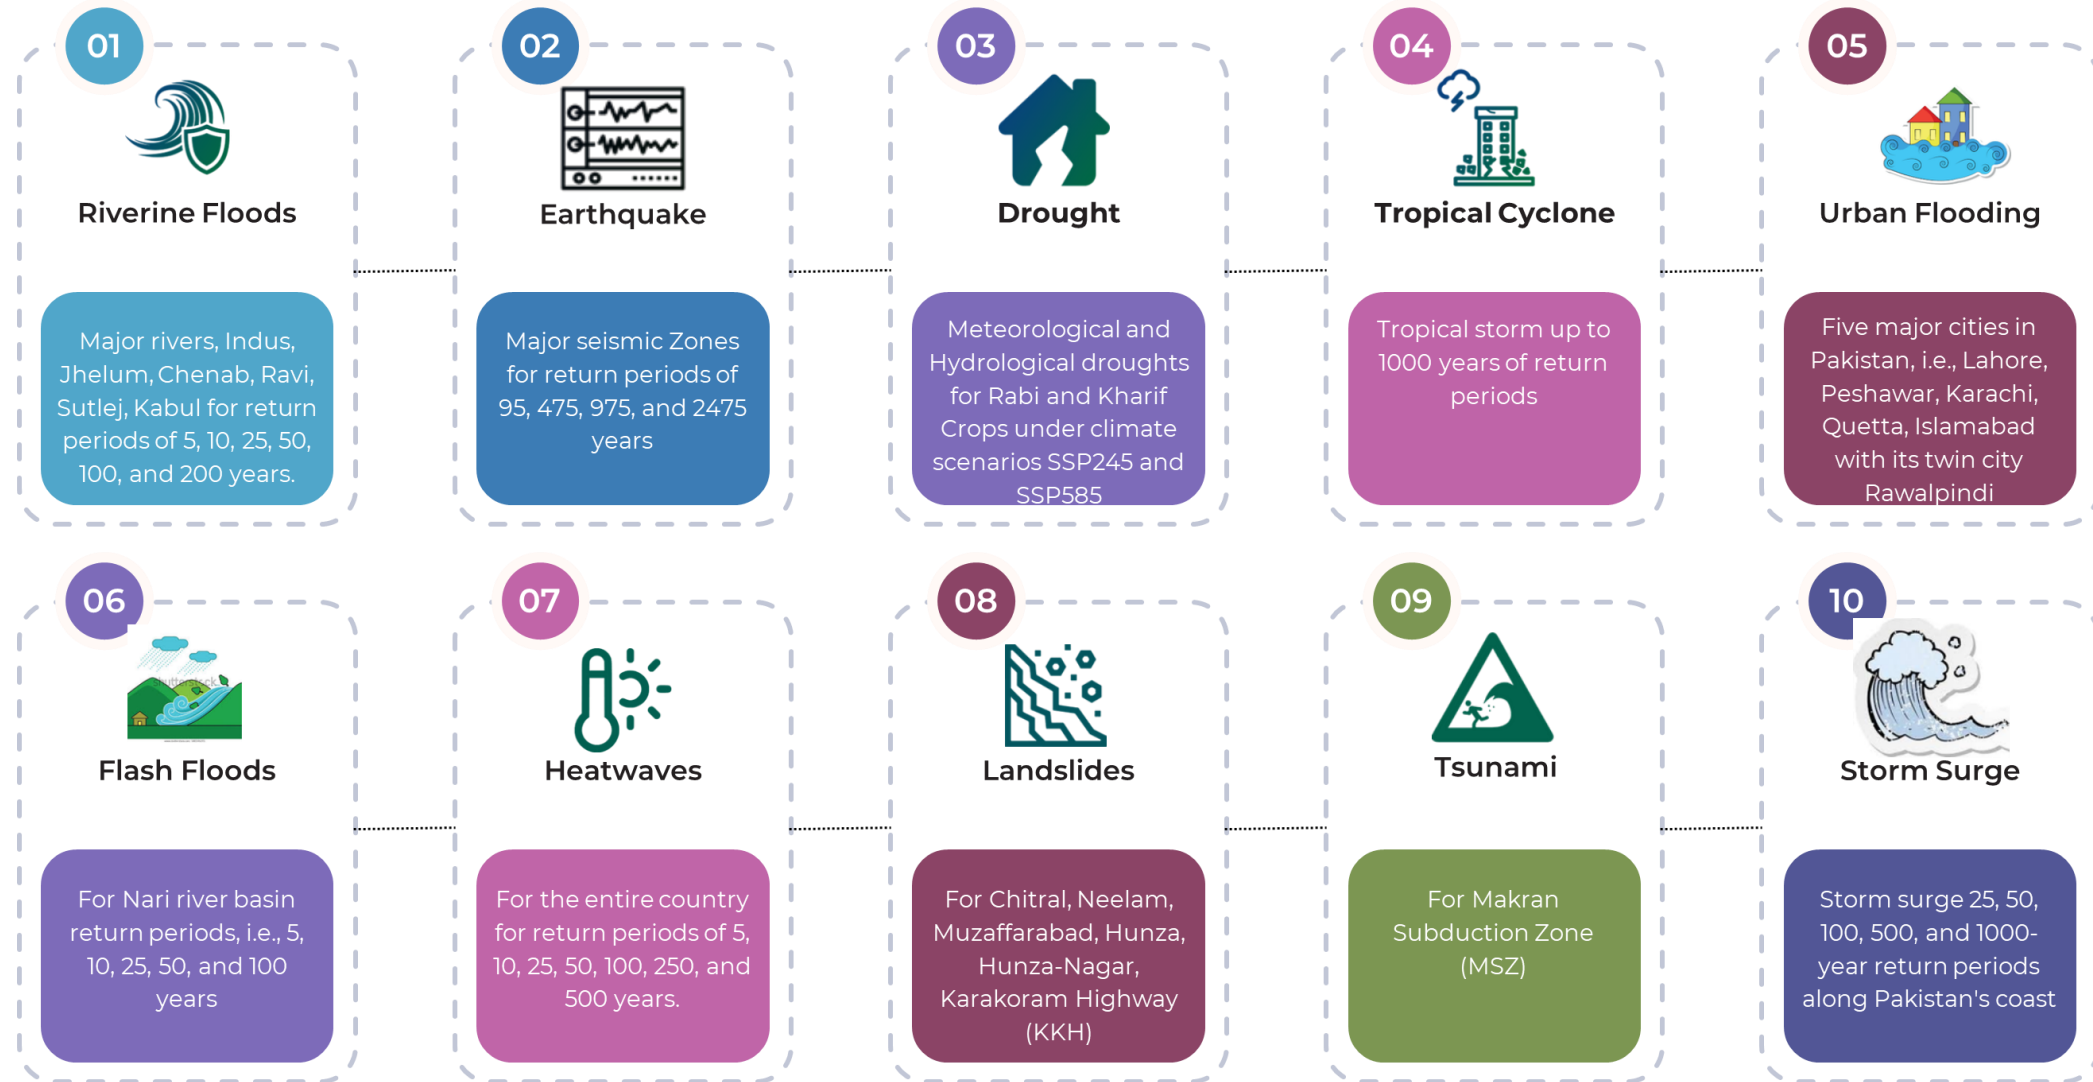 01
Riverine Floods
Major rivers, Indus,
Jhelum, Chenab, Ravi,
Sutlej, Kabul for return
periods of 5, 10, 25, 50,
100, and 200 years.
02
Earthquake
Major seismic Zones
for return periods of
95, 475, 975, and 2475
years
03
Drought
Meteorological and
Hydrological droughts
for Rabi and Kharif
Crops under climate
scenarios SSP245 and
SSP585
04
Tropical Cyclone
Tropical storm up to
1000 years of return
periods
05
Urban Flooding
Five major cities in
Pakistan, i.e., Lahore,
Peshawar, Karachi,
Quetta, Islamabad
with its twin city
Rawalpindi
06
shutterstock
Flash Floods
For Nari river basin
return periods, i.e., 5,
10, 25, 50, and 100
years
07
Heatwaves
For the entire country
for return periods of 5,
10, 25, 50, 100, 250, and
500 years.
08
Landslides
For Chitral, Neelam,
Muzaffarabad, Hunza,
Hunza-Nagar,
Karakoram Highway
(KKH)
09
Tsunami
For Makran
Subduction Zone
(MSZ)
10
Storm Surge
Storm surge 25, 50,
100, 500, and 1000-
year return periods
along Pakistan's coast